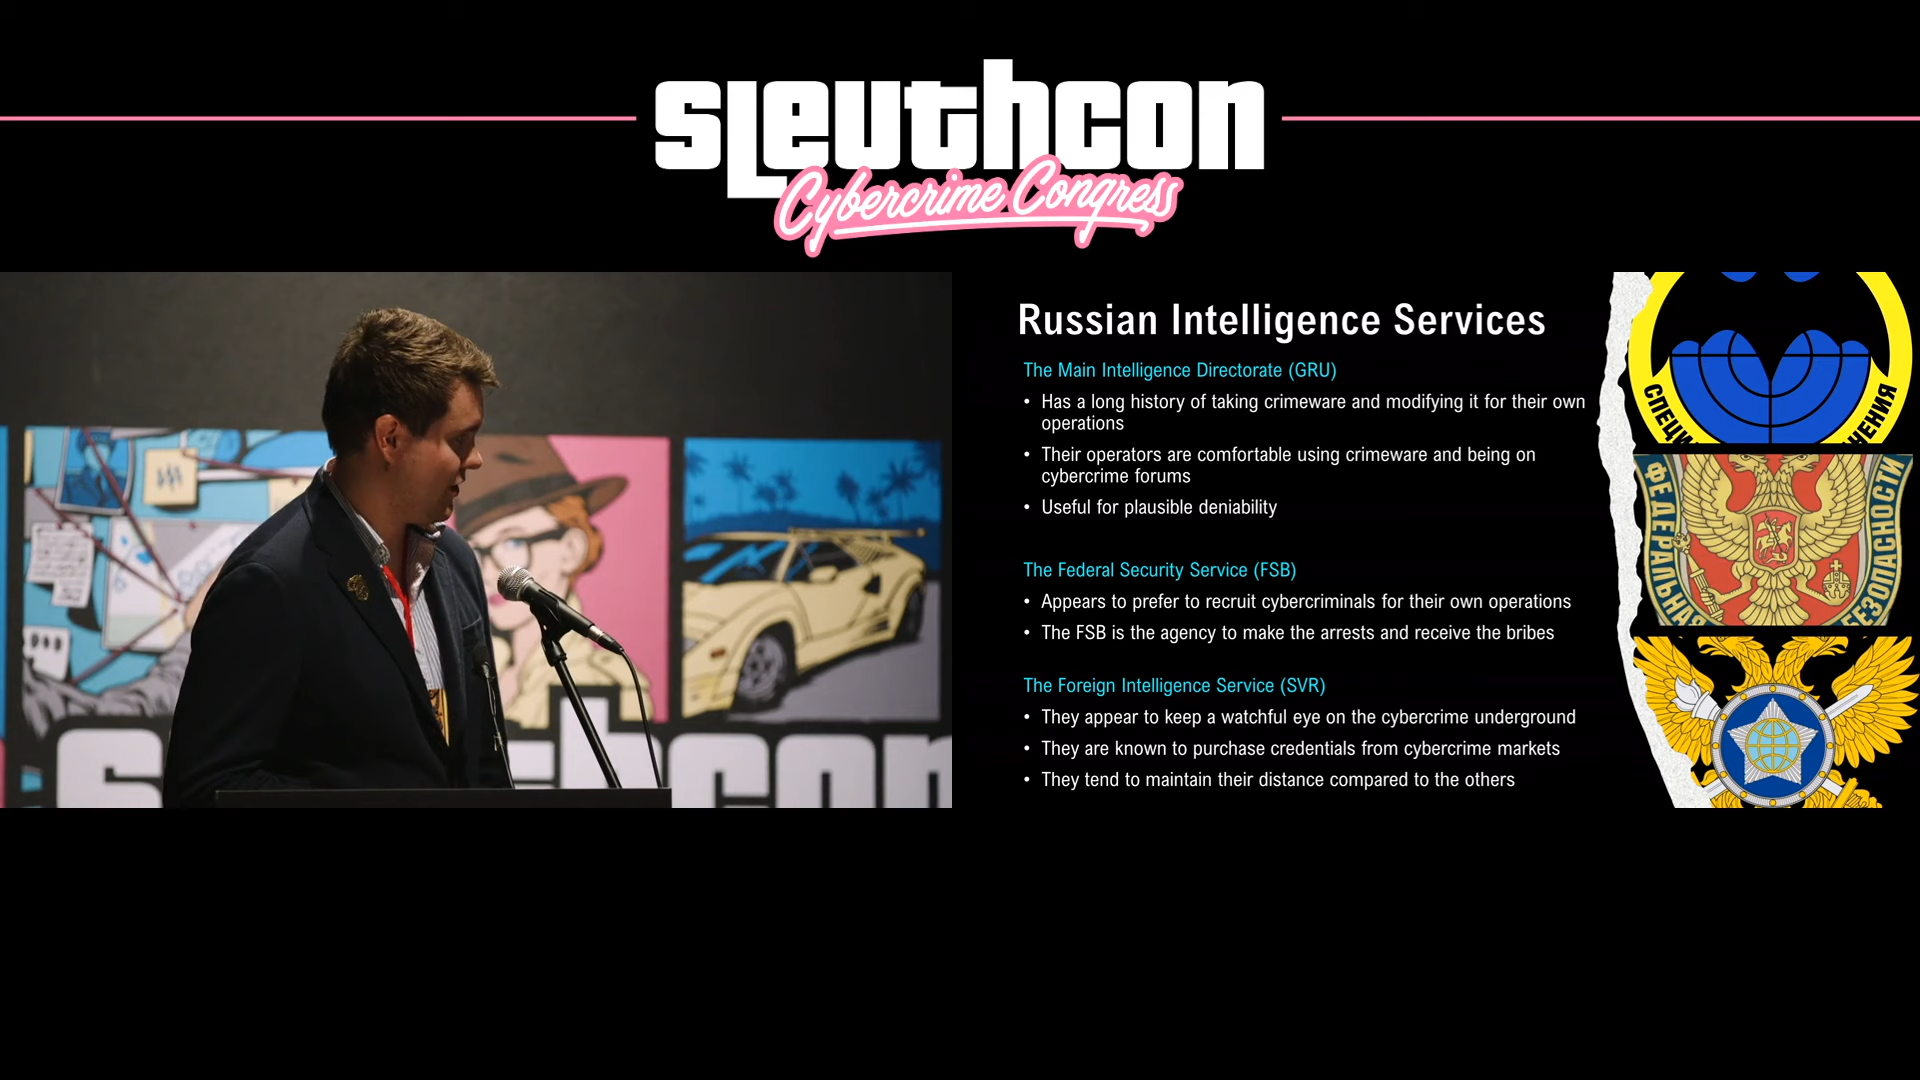 sleuthcon
Cybercrime Congress
Russian Intelligence Services
The Main Intelligence Directorate (GRU)
• Has a long history of taking crimeware and modifying it for their own
operations
• Their operators are comfortable using crimeware and being on
cybercrime forums
• Useful for plausible deniability
The Federal Security Service (FSB)
• Appears to prefer to recruit cybercriminals for their own operations
• The FSB is the agency to make the arrests and receive the bribes
The Foreign Intelligence Service (SVR)
• They appear to keep a watchful eye on the cybercrime underground
• They are known to purchase credentials from cybercrime markets
• They tend to maintain their distance compared to the others
ФЕДЕРАЛЬНАЯ
БЕЗОПАСНОСТИ